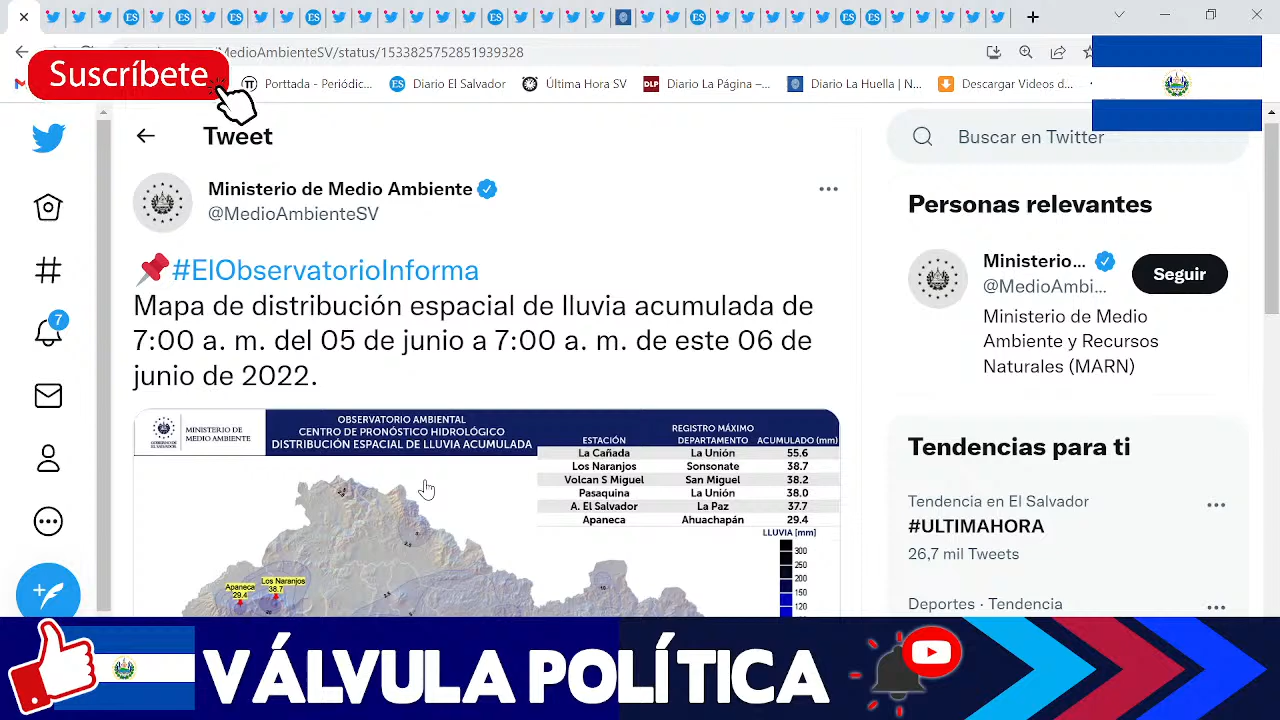 MedioAmbienteSV/status/1533825752851939328
Suscríbete
Porttada - Periódic...
Diario El Salvador
Última Hora SV
DLP
Diario La Página –...
Diario La Huella | N...
Descargar Videos d...
Tweet
Buscar en Twitter
Ministerio de Medio Ambiente
@MedioAmbienteSV
#ElObservatorioInforma
Mapa de distribución espacial de lluvia acumulada de
7:00 a. m. del 05 de junio a 7:00 a. m. de este 06 de
junio de 2022.
Personas relevantes
Ministerio...
@MedioAmbi...
Seguir
Ministerio de Medio
Ambiente y Recursos
Naturales (MARN)
7
MINISTERIO DE
MEDIO AMBIENTE
OBSERVATORIO AMBIENTAL
CENTRO DE PRONÓSTICO HIDROLÓGICO
DISTRIBUCIÓN ESPACIAL DE LLUVIA ACUMULADA
REGISTRO MÁXIMO
ESTACIÓN DEPARTAMENTO ACUMULADO (mm)
La Cañada La Unión 55.6
Los Naranjos Sonsonate 38.7
Volcan S Miguel San Miguel 38.2
Pasaquina La Unión 38.0
A. El Salvador La Paz 37.7
Apaneca Ahuachapán 29.4
LLUVIA [mm]
300
250
200
150
120
Apaneca
29.4
Los Naranjos
38.7
Tendencias para ti
Tendencia en El Salvador
#ULTIMAHORA
26,7 mil Tweets
Deportes · Tendencia
VÁLVULA POLÍTICA